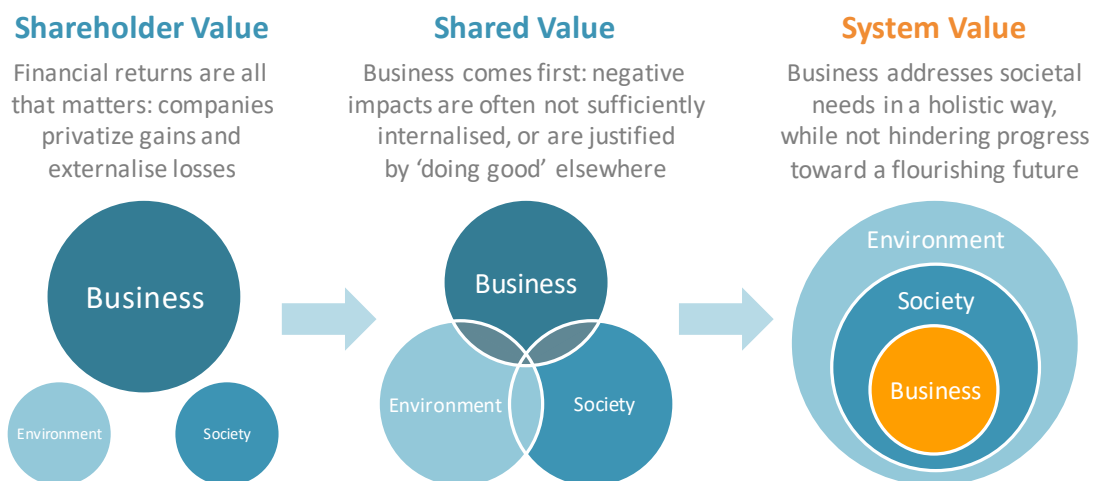 Shareholder Value
Financial returns are all
that matters: companies
privatize gains and
externalise losses
Business
Environment
Society
Shared Value
Business comes first: negative
impacts are often not sufficiently
internalised, or are justified
by ‘doing good’ elsewhere
Business
Environment
Society
System Value
Business addresses societal
needs in a holistic way,
while not hindering progress
toward a flourishing future
Environment
Society
Business